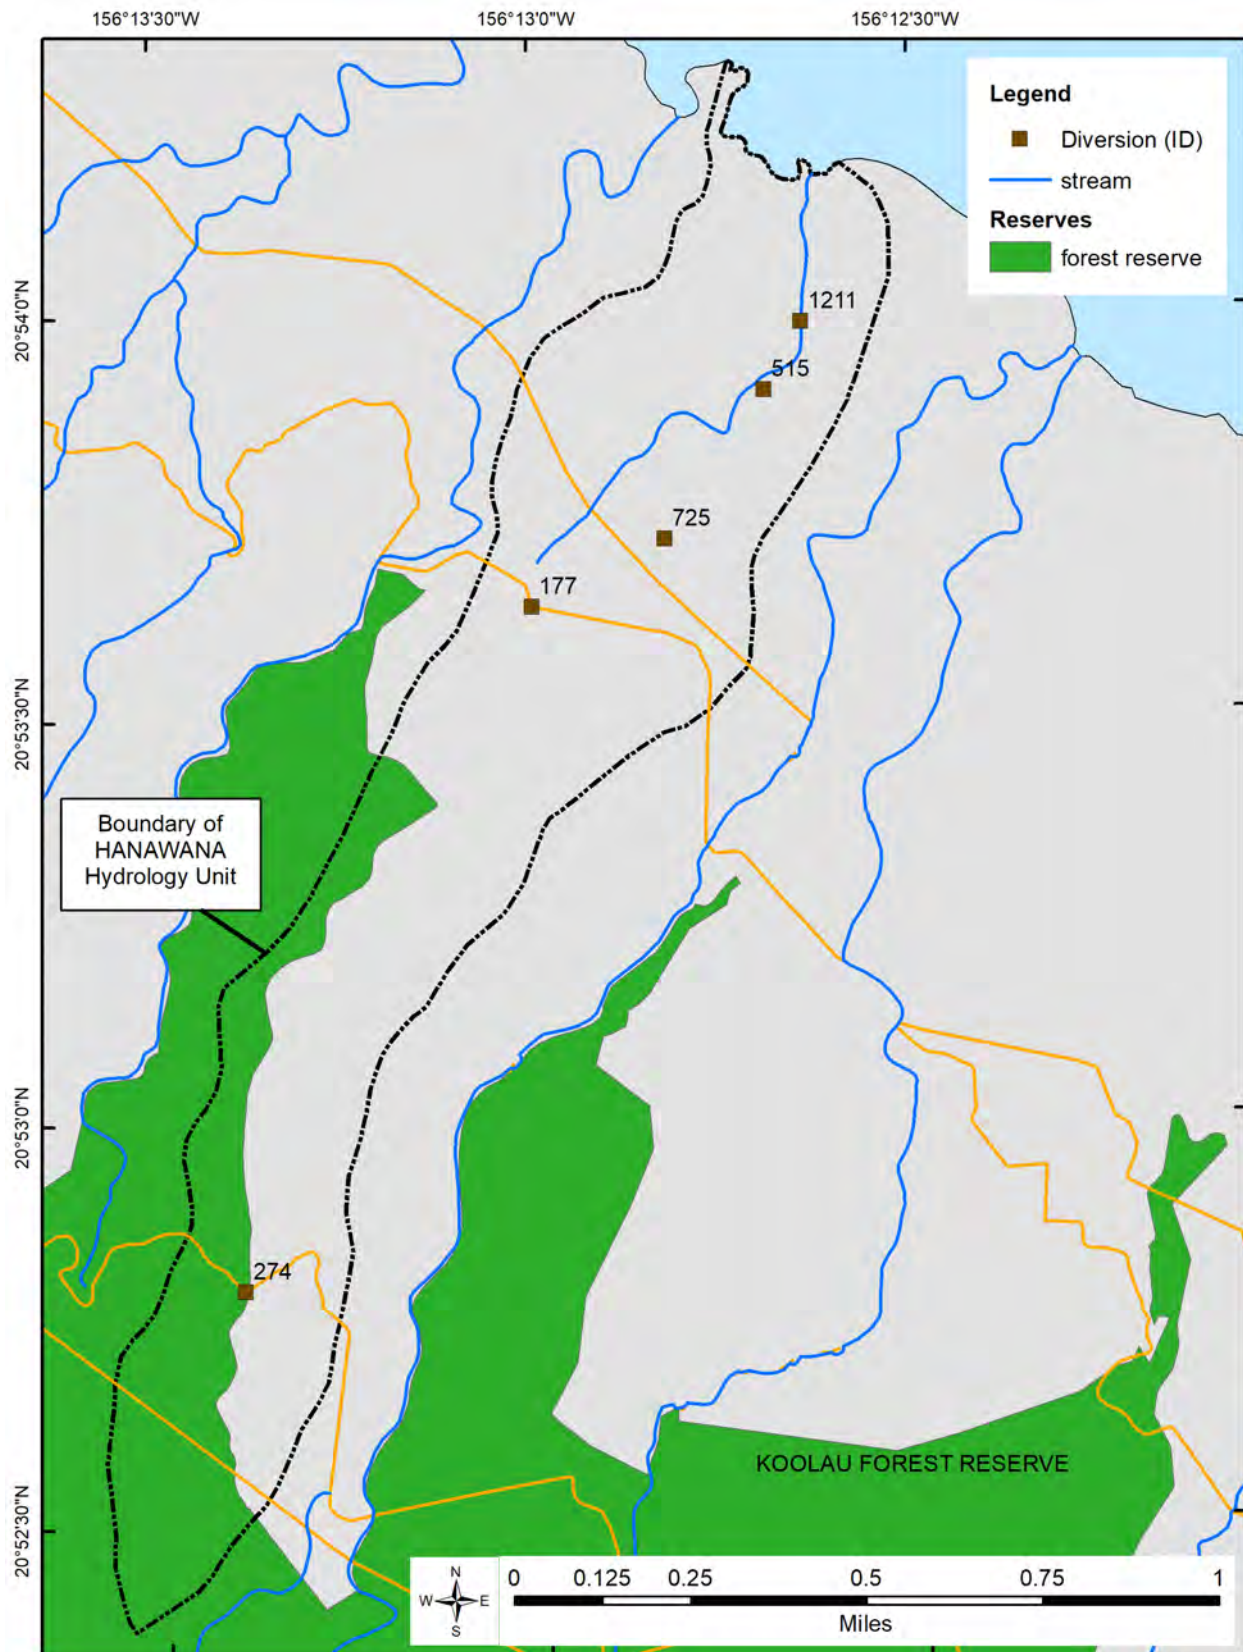 156°13'30"W
156°13'0"W
156°12'30"W
Legend
Diversion (ID)
stream
Reserves
forest reserve
20°54'0"N
1211
515
725
177
20°53'30"N
Boundary of
HANAWANA
Hydrology Unit
20°53'0"N
274
KOOLAU FOREST RESERVE
20°52'30"N
N
W E
S
0 0.125 0.25 0.5 0.75 1
Miles